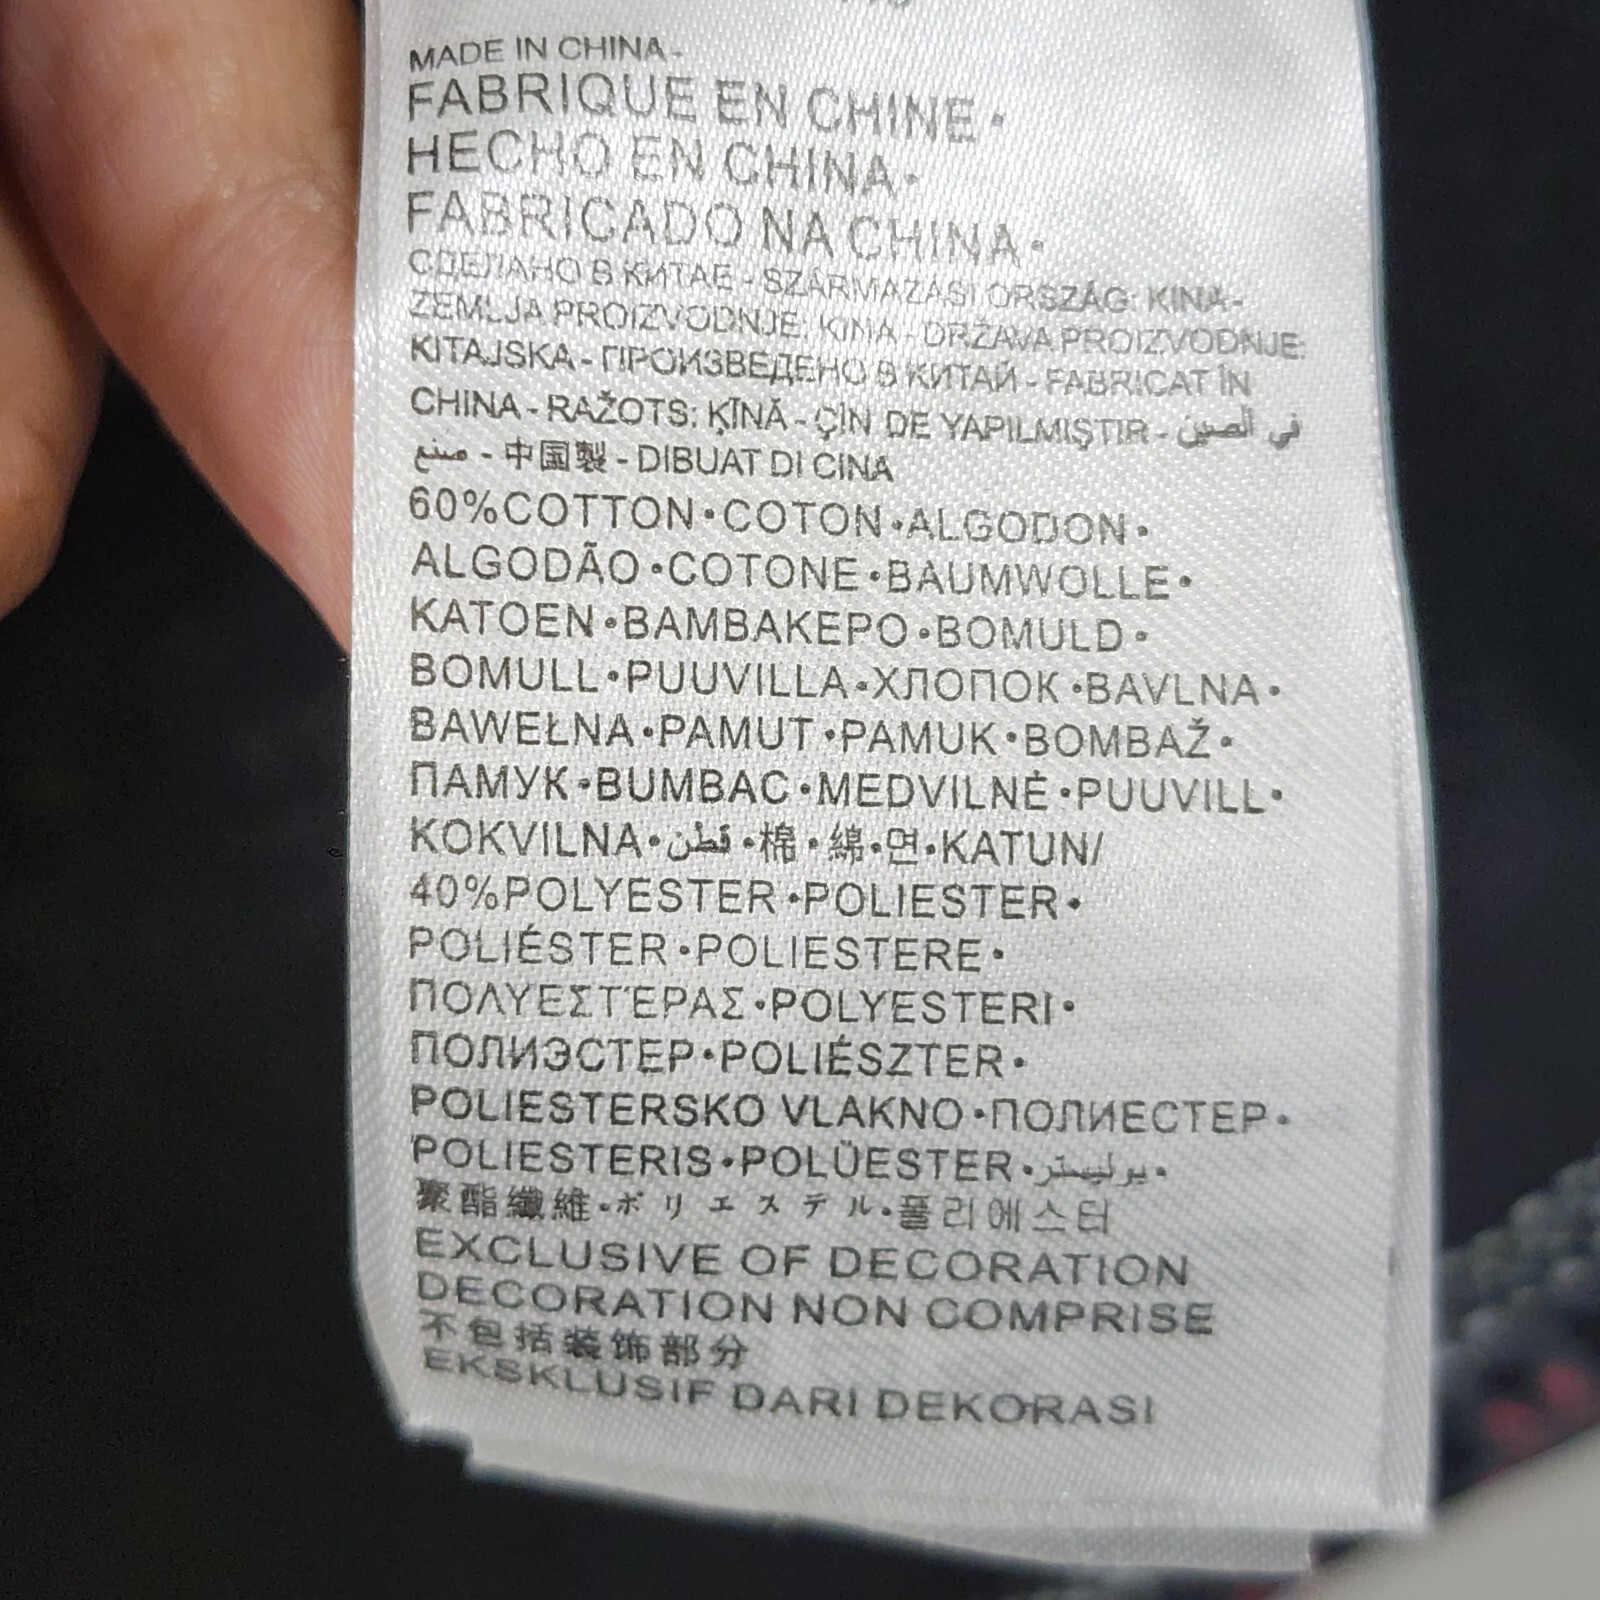 MADE IN CHINA -
FABRIQUE EN CHINE •
HECHO EN CHINA •
FABRICADO NA CHINA •
СДЕЛАНО В КИТАЕ - SZÁRMAZÁSI ORSZÁG: KINA -
ZEMLJA PROIZVODNJE: KINA - DRŽAVA PROIZVODNJE:
KITAJSKA - ПРОИЗВЕДЕНО В КИТАЙ - FABRICAT ÎN
CHINA - RAŽOTS: ĶĪNĀ - ÇİN DE YAPILMIŞTIR - في الصين
صنع - 中国製 - DIBUAT DI CINA
60%COTTON•COTON•ALGODON•
ALGODÃO•COTONE•BAUMWOLLE•
KATOEN•BAMBAKEPO•BOMULD•
BOMULL•PUUVILLA•ХЛОПОК•BAVLNA•
BAWEŁNA•PAMUT•PAMUK•BOMBAŽ•
ПАМУК•BUMBAC•MEDVILNĖ•PUUVILL•
KOKVILNA•قطن•棉•綿•면•KATUN/
40%POLYESTER•POLIESTER•
POLIÉSTER•POLIESTERE•
ΠΟΛΥΕΣΤΈΡΑΣ•POLYESTERI•
ПОЛИЭСТЕР•POLIÉSZTER•
POLIESTERSKO VLAKNO•ПОЛИЕСТЕР•
POLIESTERIS•POLÜESTER•بوليستر•
聚酯纖維•ポリエステル•폴리에스터
EXCLUSIVE OF DECORATION
DECORATION NON COMPRISE
不包括装饰部分
EKSKLUSIF DARI DEKORASI